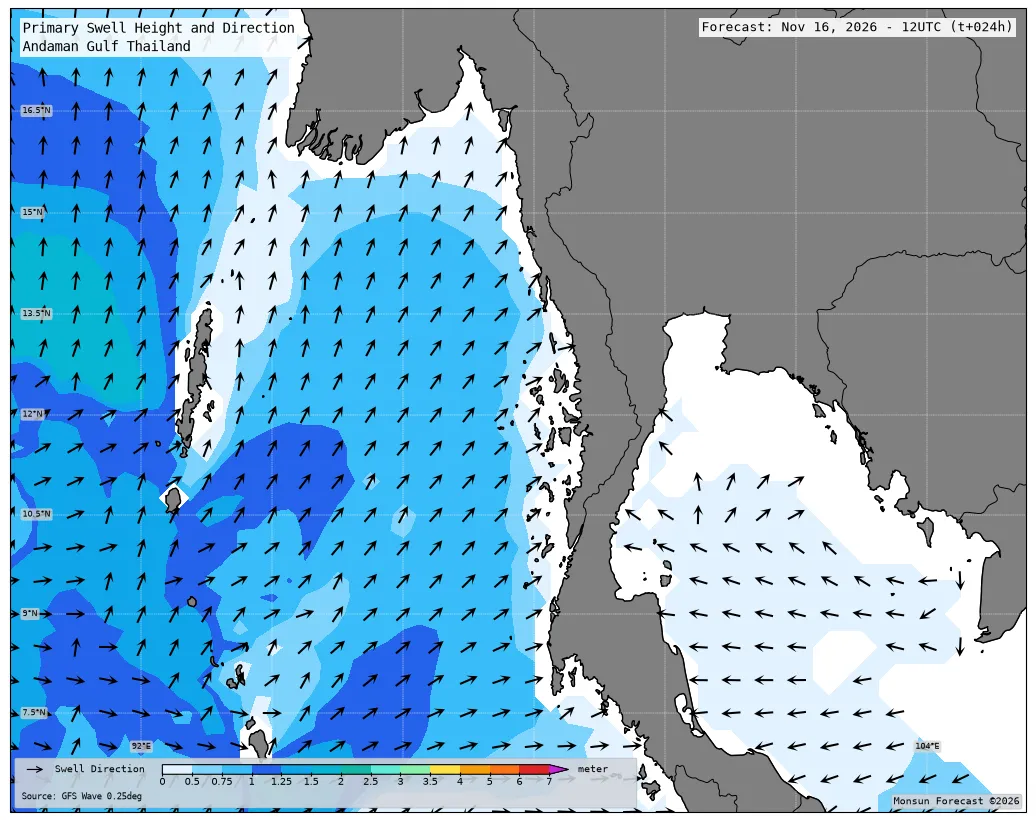 Primary Swell Height and Direction
Andaman Gulf Thailand
Forecast: Nov 16, 2026 - 12UTC (t+024h)
16.5°N
15°N
13.5°N
12°N
10.5°N
9°N
7.5°N
92°E
104°E
Swell Direction
0 0.5 0.75 1 1.25 1.5 2 2.5 3 3.5 4 5 6 7
meter
Source: GFS Wave 0.25deg
Monsun Forecast ©2026